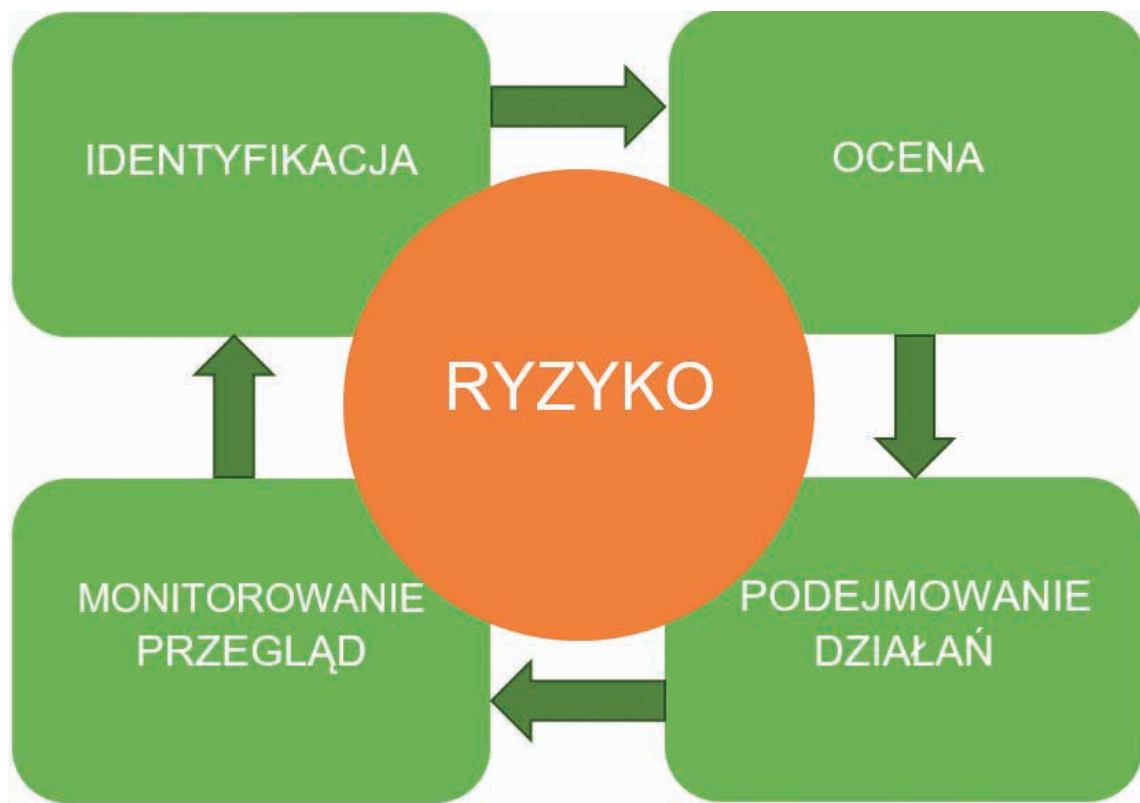 IDENTYFIKACJA
OCENA
RYZYKO
MONITOROWANIE
PRZEGLĄD
PODEJMOWANIE
DZIAŁAŃ